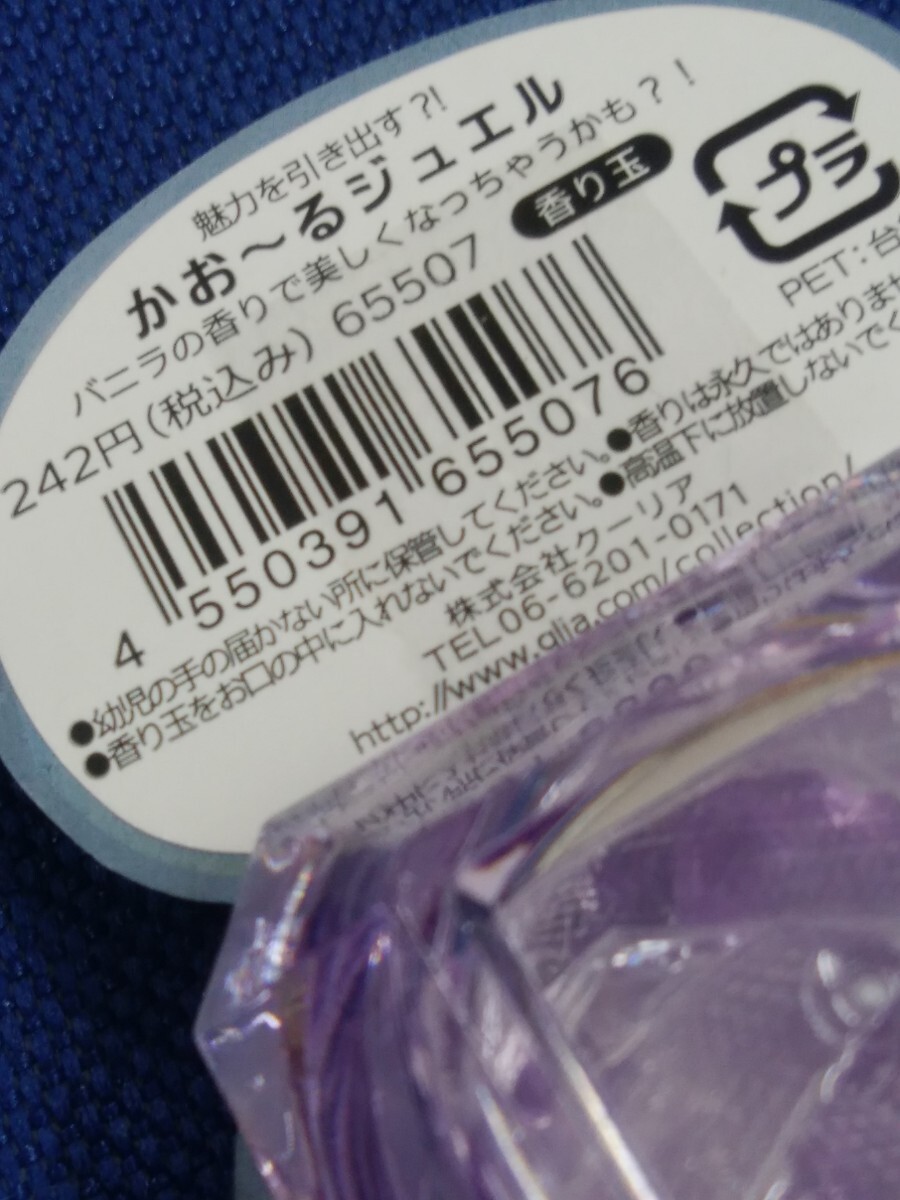 魅力を引き出す?!
かお〜るジュエル
バニラの香りで美しくなっちゃうかも?!
242円(税込み) 65507 香り玉
プラ
PET:台
4 550391 655076
●幼児の手の届かない所に保管してください。●香りは永久ではありませ
●香り玉をお口の中に入れないでください。●高温下に放置しないでく
株式会社クーリア
TEL06-6201-0171
http://www.qlia.com/collection/